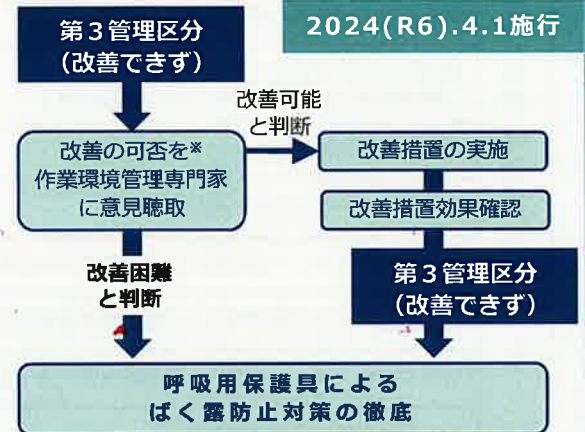 2024(R6).4.1施行
第3管理区分
(改善できず)
改善可能
と判断
改善の可否を※
作業環境管理専門家
に意見聴取
改善措置の実施
改善措置効果確認
改善困難
と判断
第3管理区分
(改善できず)
呼吸用保護具による
ばく露防止対策の徹底